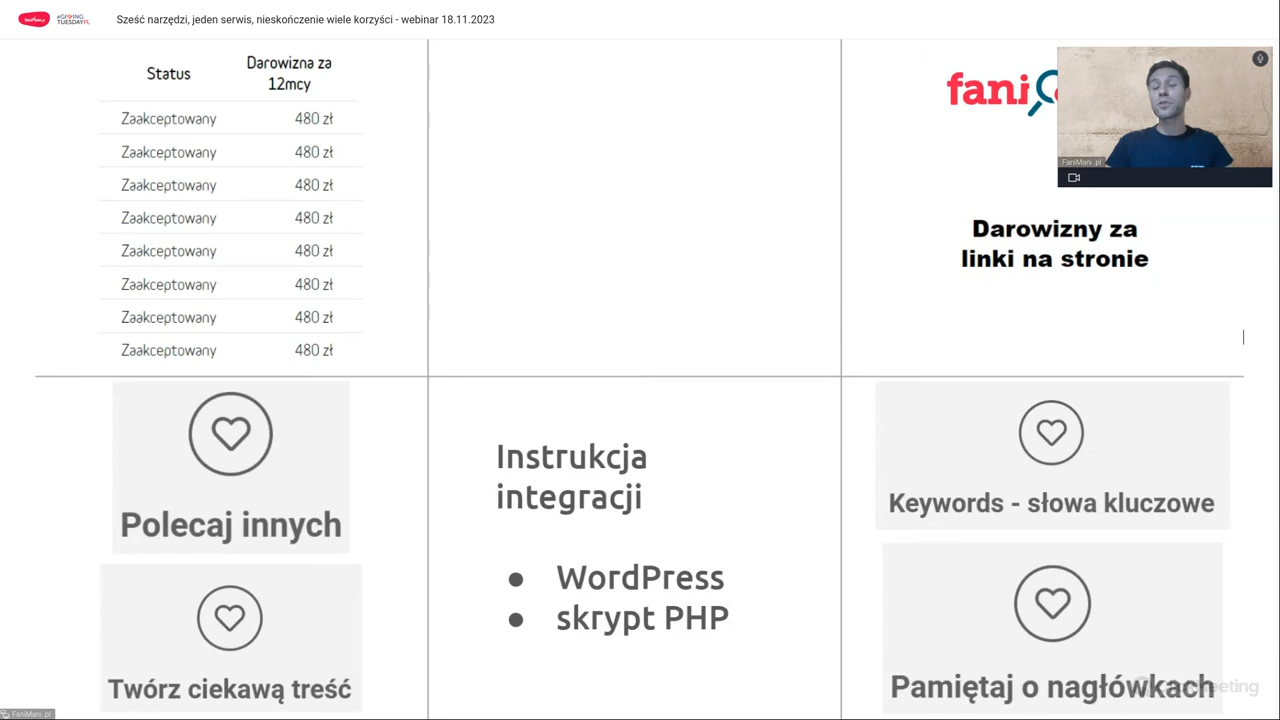 FaniMani.pl
#GIVING
TUESDAYPL
Sześć narzędzi, jeden serwis, nieskończenie wiele korzyści - webinar 18.11.2023
Status
Darowizna za
12mcy
Zaakceptowany 480 zł
Zaakceptowany 480 zł
Zaakceptowany 480 zł
Zaakceptowany 480 zł
Zaakceptowany 480 zł
Zaakceptowany 480 zł
Zaakceptowany 480 zł
Zaakceptowany 480 zł
fani
FaniMani .pl
Darowizny za
linki na stronie
Polecaj innych
Twórz ciekawą treść
Instrukcja
integracji
● WordPress
● skrypt PHP
Keywords - słowa kluczowe
Pamiętaj o nagłówkach
FaniMani .pl